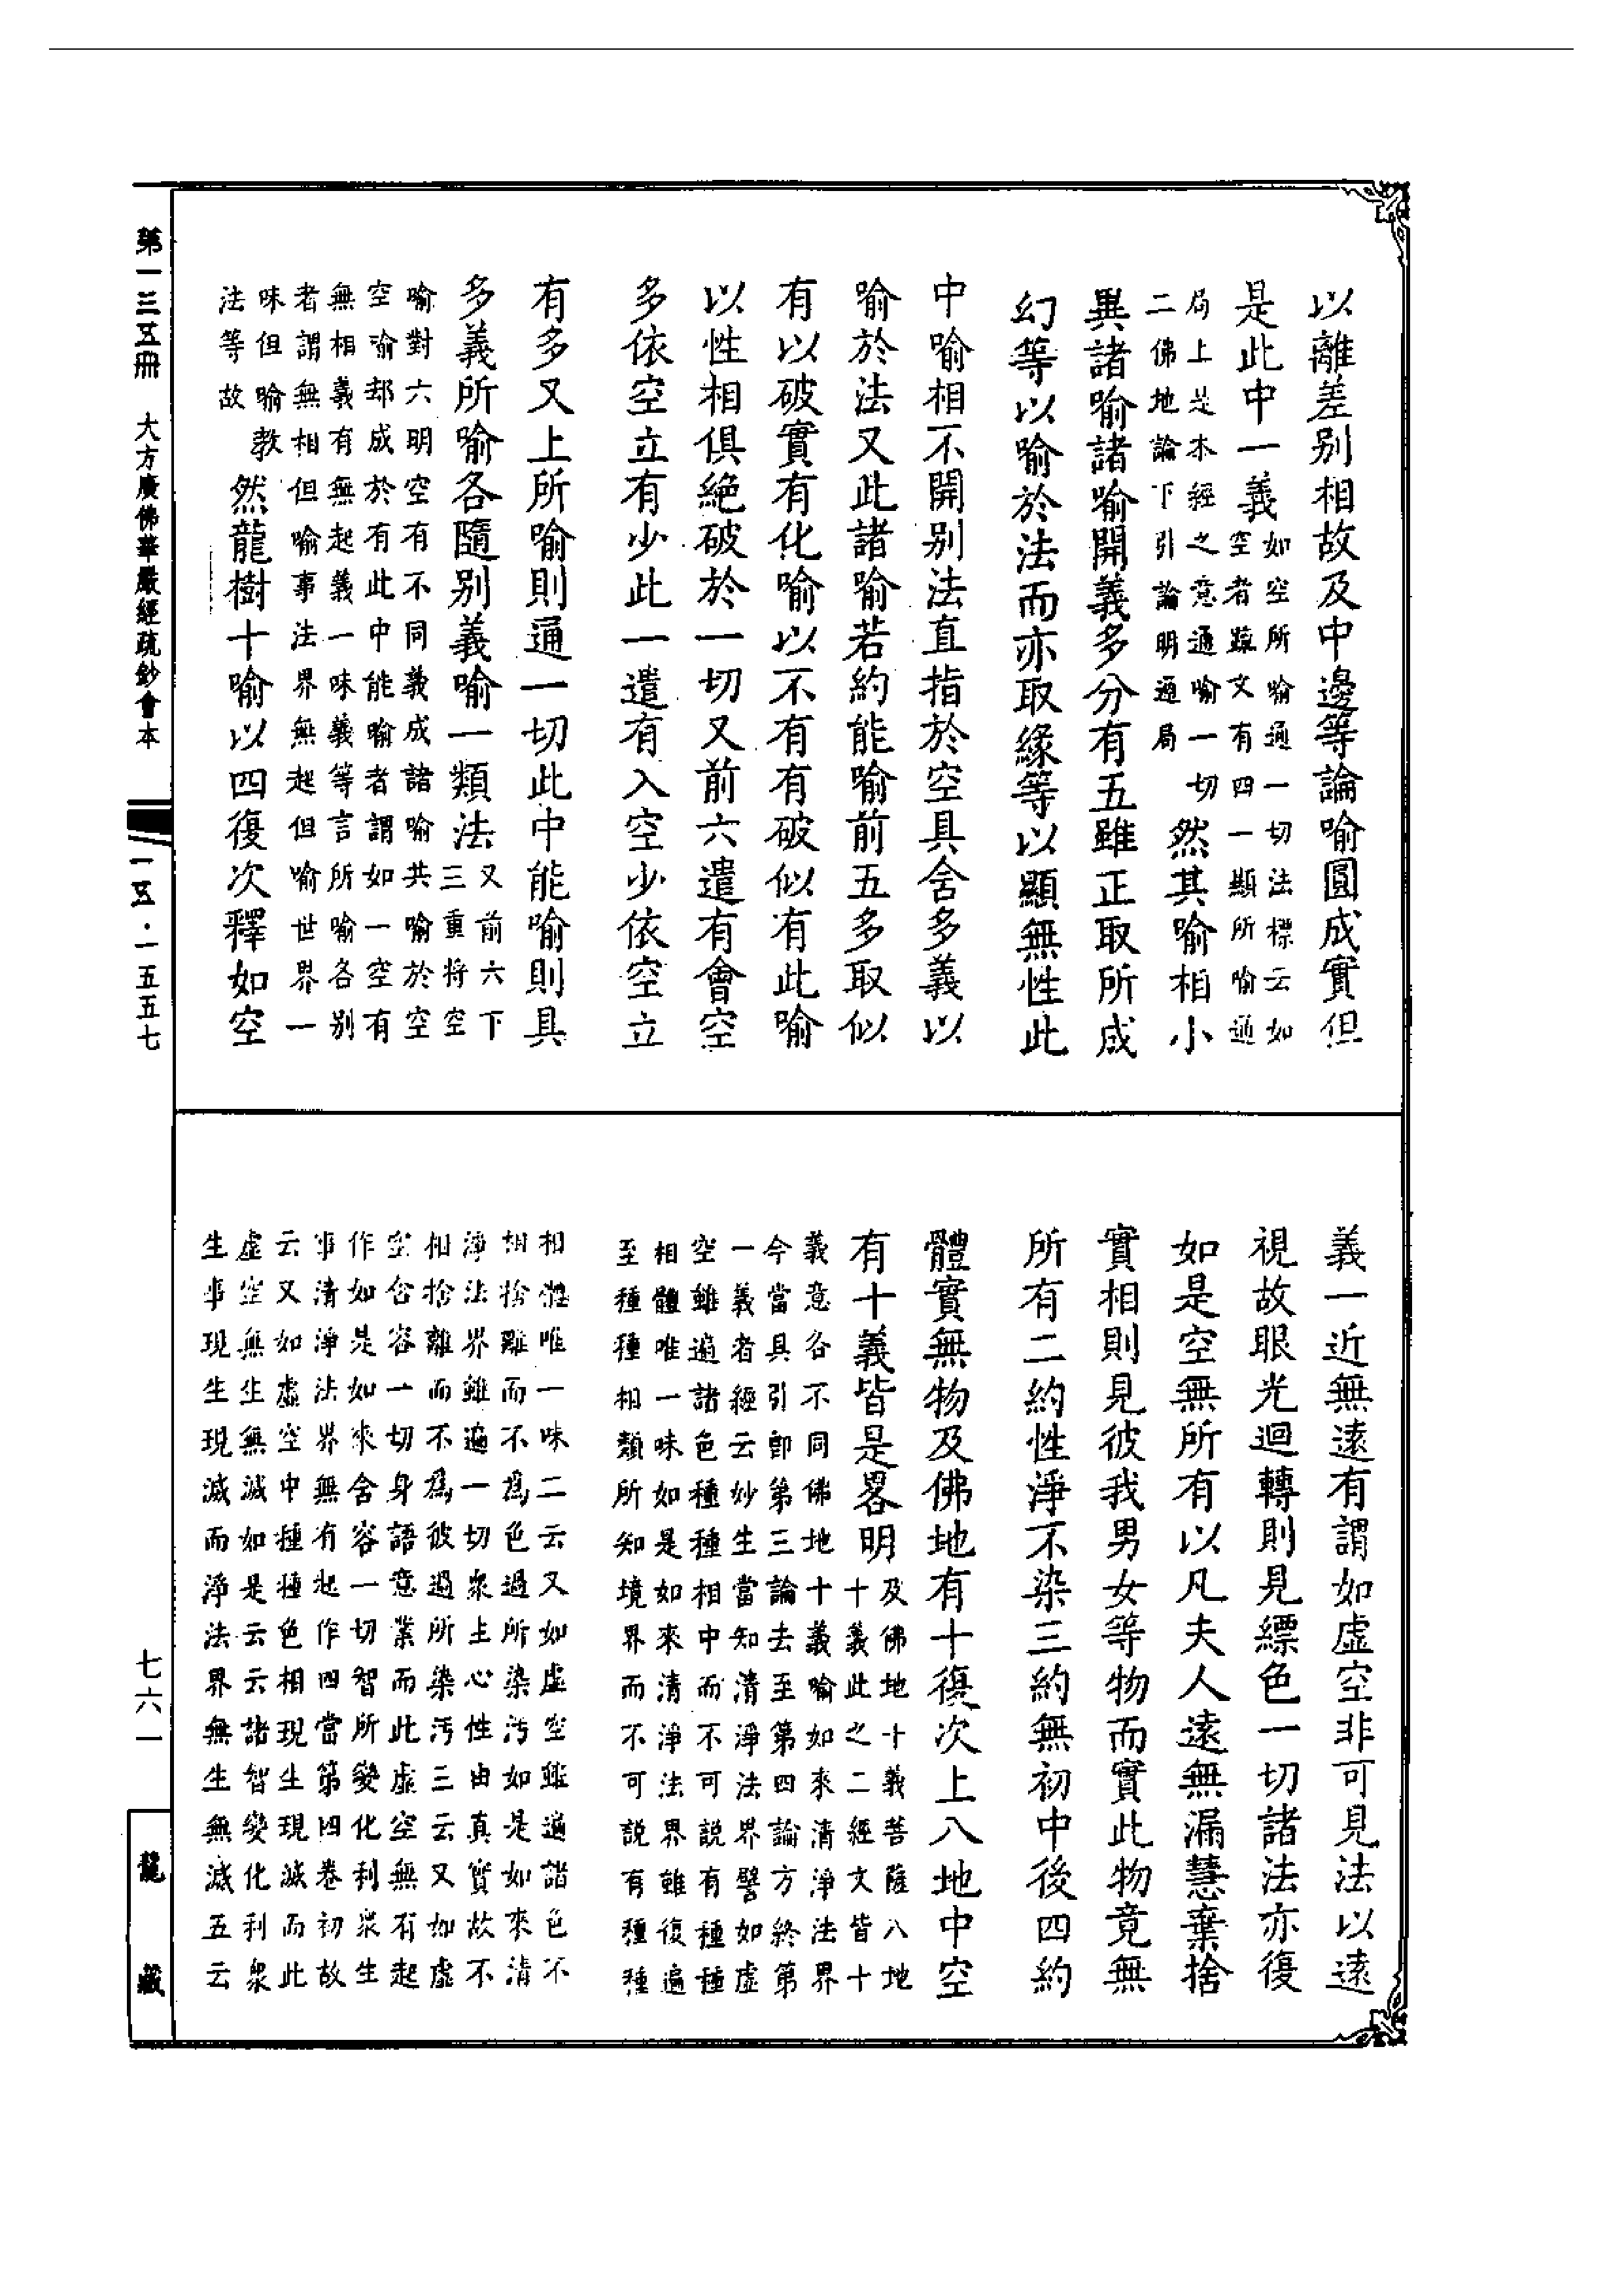 以離差别相故及中邊等論喻圓成實但
是此中一義如空所喻通一切法標云如
空者䟽文有四一顯所喻通
局上是本經之意通喻一切
二佛地論下引論明通局然其喻相小
異諸喻諸喻開義多分有五雖正取所成
幻等以喻於法而亦取緣等以顯無性此
中喻相不開别法直指於空具含多義以
喻於法又此諸喻若約能喻前五多取似
有以破實有化喻以不有有破似有此喻
以性相俱絶破於一切又前六遣有會空
多依空立有少此一遣有入空少依空立
有多又上所喻則通一切此中能喻則具
多義所喻各隨别義喻一類法又前六下
三重將空
喻對六明空有不同義成諸喻共喻於空
空喻却成於有此中能喻者謂如一空有
無相義有無起義一味義等言所喻各别
者謂無相但喻事法界無起但喻世界一
味但喻教
法等故然龍樹十喻以四復次釋如空
義一近無遠有謂如虛空非可見法以遠
視故眼光迴轉則見縹色一切諸法亦復
如是空無所有以凡夫人遠無漏慧棄捨
實相則見彼我男女等物而實此物竟無
所有二約性淨不染三約無初中後四約
體實無物及佛地有十復次上八地中空
有十義皆是畧明及佛地十義菩薩八地
十義此之二經文皆十
義意各不同佛地十義喻如來清淨法界
今當具引卽第三論去至第四論方終第
一義者經云妙生當知清淨法界譬如虛
空雖遍諸色種種相中而不可説有種種
相體唯一味如是如來清淨法界雖復遍
至種種相類所知境界而不可説有種種
相體唯一味二云又如虛空雖遍諸色不
相捨離而不爲色過所染污如是如來清
淨法界雖遍一切衆生心性由真實故不
相捨離而不爲彼過所染污三云又如虛
空含容一切身語意業而此虛空無有起
作如是如來含容一切智所變化利衆生
事清淨法界無有起作四當第四卷初故
云又如虛空中種種色相現生現滅而此
虛空無生無滅如是云云諸智變化利衆
生事現生現滅而淨法界無生無滅五云
第一三五冊
大方廣佛華嚴經疏鈔會本
一五·一五五七
七六一
龍藏